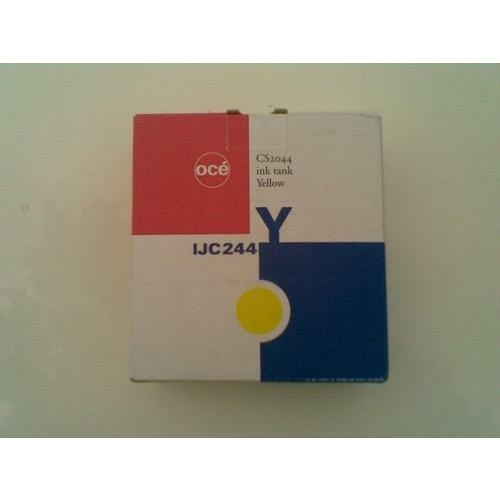 océ
CS2044
ink tank
Yellow
Y
IJC244